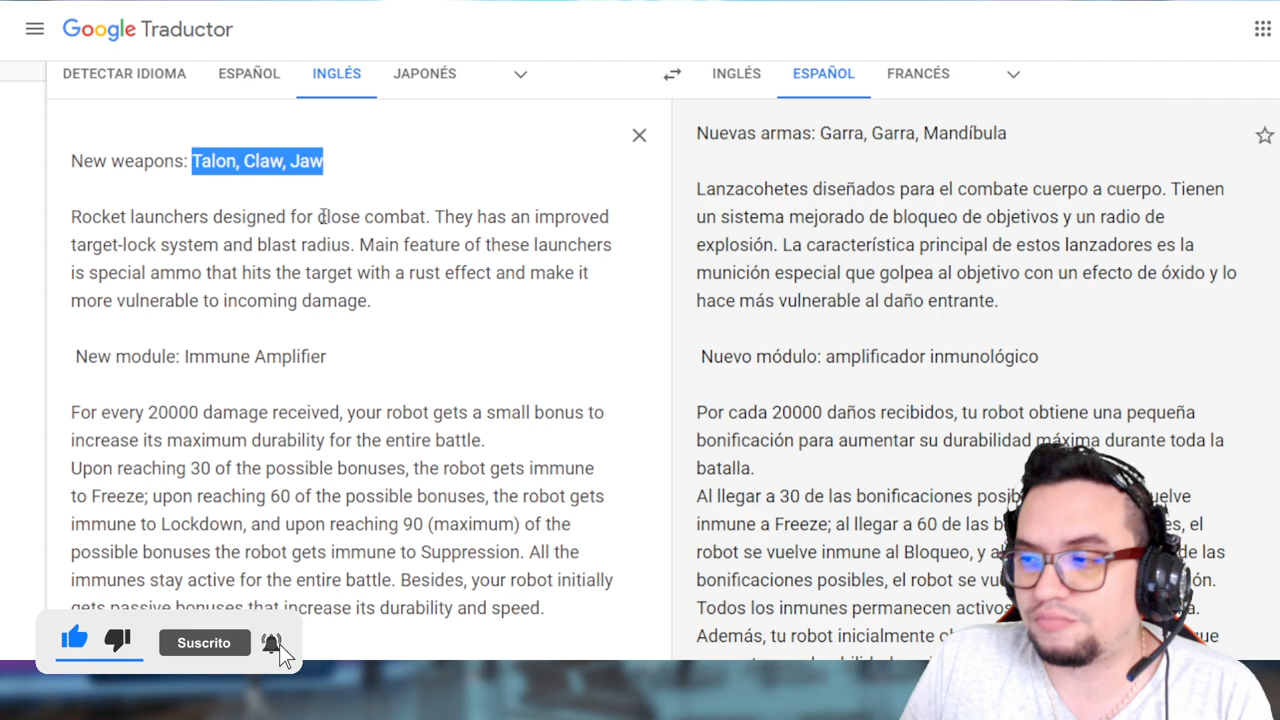 Google Traductor
DETECTAR IDIOMA ESPAÑOL INGLÉS JAPONÉS
INGLÉS ESPAÑOL FRANCÉS
New weapons: Talon, Claw, Jaw
Rocket launchers designed for close combat. They has an improved
target-lock system and blast radius. Main feature of these launchers
is special ammo that hits the target with a rust effect and make it
more vulnerable to incoming damage.
New module: Immune Amplifier
For every 20000 damage received, your robot gets a small bonus to
increase its maximum durability for the entire battle.
Upon reaching 30 of the possible bonuses, the robot gets immune
to Freeze; upon reaching 60 of the possible bonuses, the robot gets
immune to Lockdown, and upon reaching 90 (maximum) of the
possible bonuses the robot gets immune to Suppression. All the
immunes stay active for the entire battle. Besides, your robot initially
gets passive bonuses that increase its durability and speed.
Nuevas armas: Garra, Garra, Mandíbula
Lanzacohetes diseñados para el combate cuerpo a cuerpo. Tienen
un sistema mejorado de bloqueo de objetivos y un radio de
explosión. La característica principal de estos lanzadores es la
munición especial que golpea al objetivo con un efecto de óxido y lo
hace más vulnerable al daño entrante.
Nuevo módulo: amplificador inmunológico
Por cada 20000 daños recibidos, tu robot obtiene una pequeña
bonificación para aumentar su durabilidad máxima durante toda la
batalla.
Al llegar a 30 de las bonificaciones vuelve
inmune a Freeze; al llegar a 60 de las el
robot se vuelve inmune al Bloqueo, y de las
bonificaciones posibles, el robot se
Todos los inmunes permanecen activos
Además, tu robot inicialmente
Suscrito